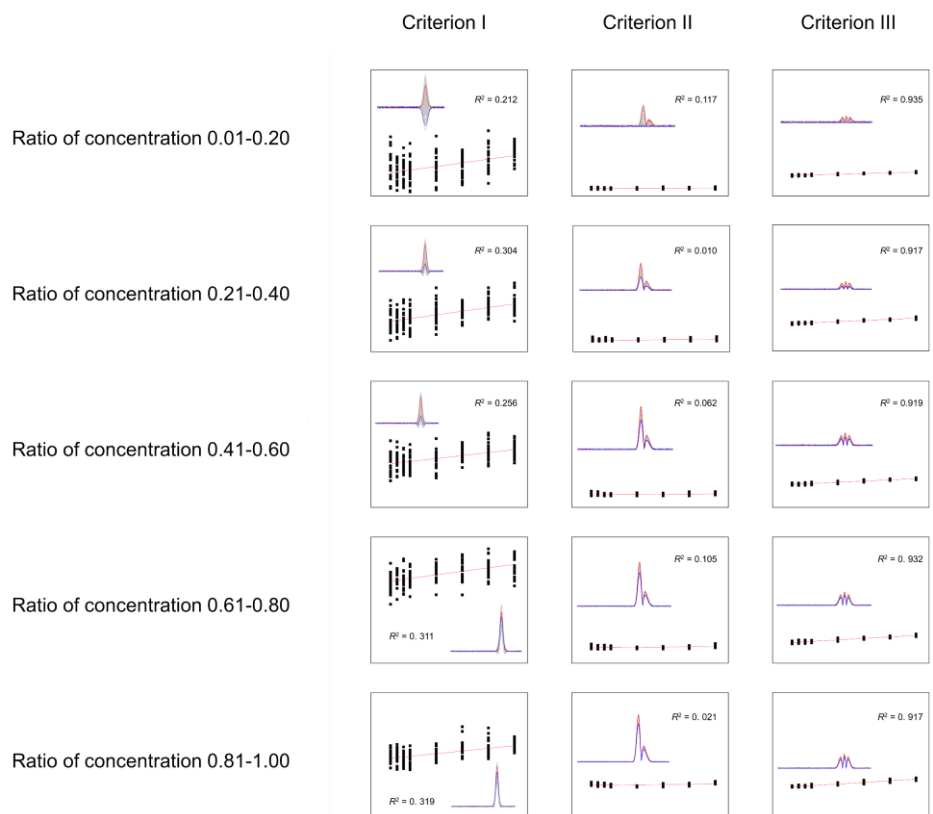 Criterion I Criterion II Criterion III
Ratio of concentration 0.01-0.20 R² = 0.212 R² = 0.117 R² = 0.935
Ratio of concentration 0.21-0.40 R² = 0.304 R² = 0.010 R² = 0.917
Ratio of concentration 0.41-0.60 R² = 0.256 R² = 0.062 R² = 0.919
Ratio of concentration 0.61-0.80 R² = 0. 311 R² = 0.105 R² = 0. 932
Ratio of concentration 0.81-1.00 R² = 0. 319 R² = 0. 021 R² = 0. 917